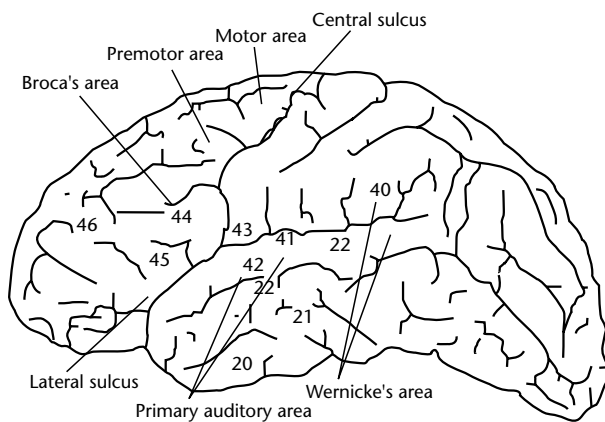 Central sulcus
Motor area
Premotor area
Broca's area
40
46
44
43
41
22
45
42
22
21
20
Lateral sulcus
Wernicke's area
Primary auditory area